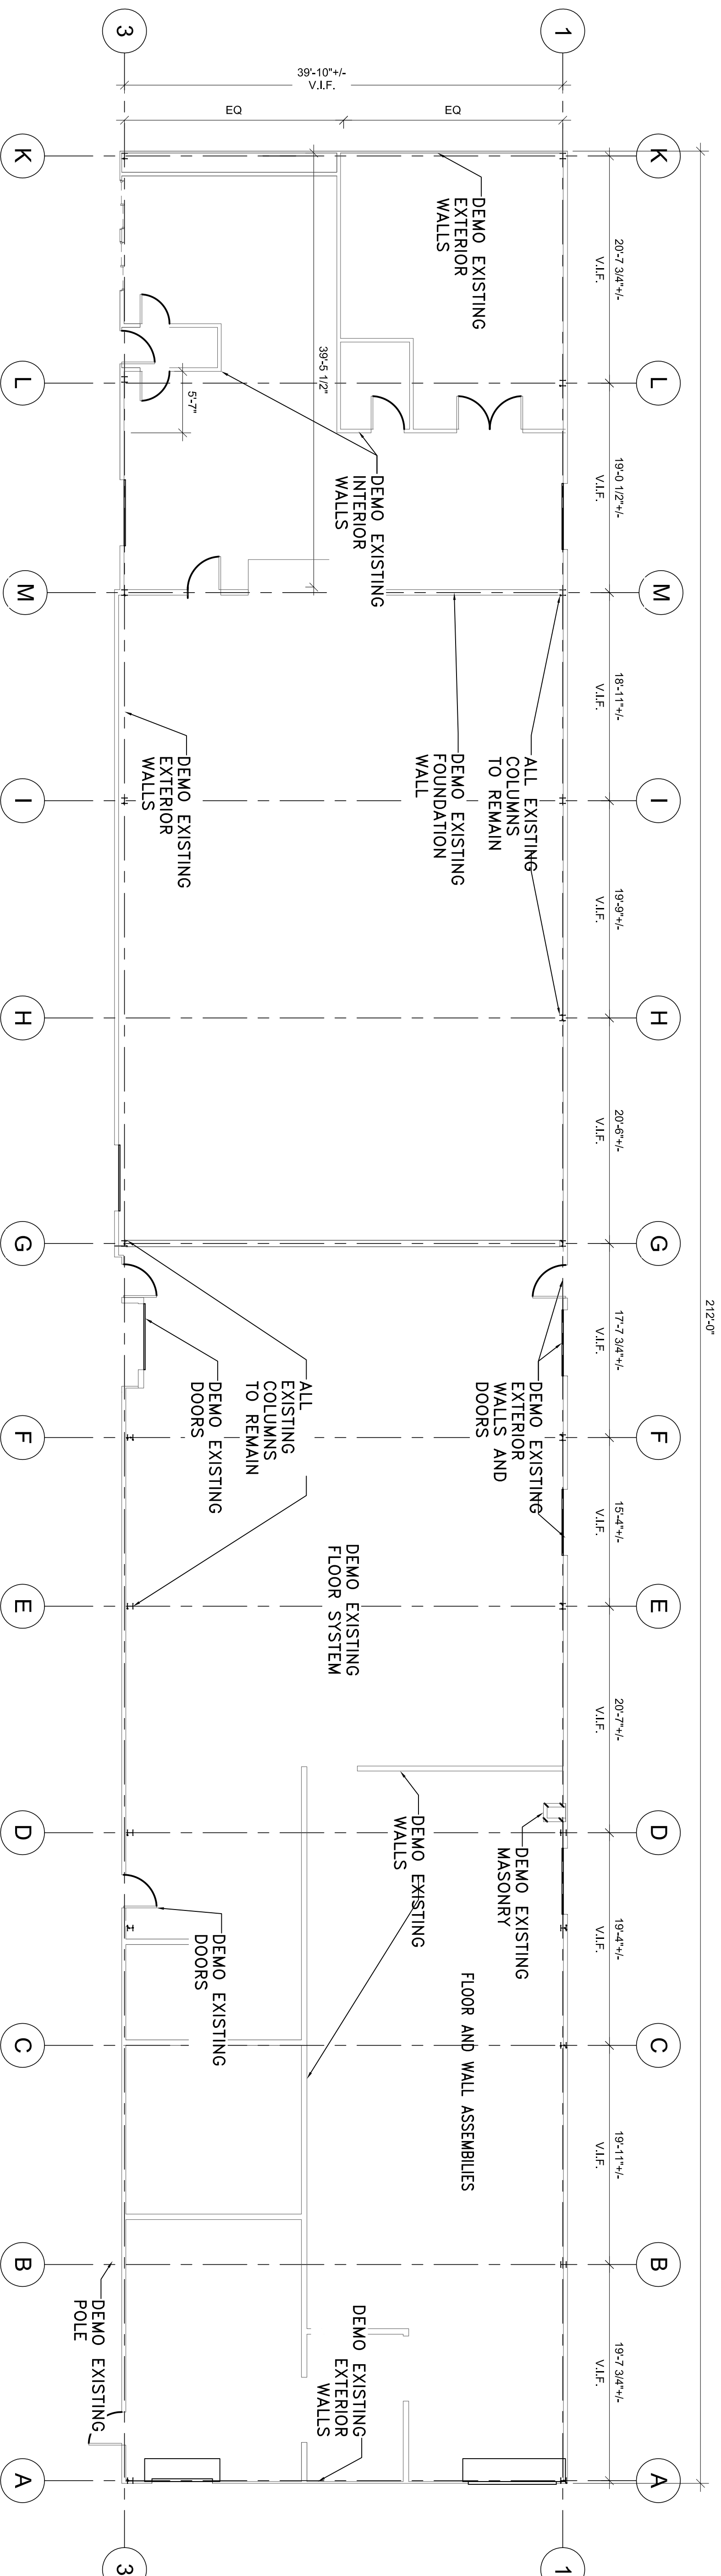 212'-0"
20'-7 3/4"+/-
V.I.F.
19'-0 1/2"+/-
V.I.F.
18'-11"+/-
V.I.F.
19'-9"+/-
V.I.F.
20'-6"+/-
V.I.F.
17'-7 3/4"+/-
V.I.F.
15'-4"+/-
V.I.F.
20'-7"+/-
V.I.F.
19'-4"+/-
V.I.F.
19'-11"+/-
V.I.F.
19'-7 3/4"+/-
V.I.F.
K
L
M
I
H
G
F
E
D
C
B
A
1
1
39'-10"+/-
V.I.F.
EQ
EQ
DEMO EXISTING
EXTERIOR
WALLS
39'-5 1/2"
5'-7"
DEMO EXISTING
INTERIOR
WALLS
ALL EXISTING
COLUMNS
TO REMAIN
DEMO EXISTING
FOUNDATION
WALL
DEMO EXISTING
EXTERIOR
WALLS
DEMO EXISTING
EXTERIOR
WALLS AND
DOORS
ALL
EXISTING
COLUMNS
TO REMAIN
DEMO EXISTING
DOORS
DEMO EXISTING
FLOOR SYSTEM
DEMO EXISTING
MASONRY
DEMO EXISTING
WALLS
FLOOR AND WALL ASSEMBILIES
DEMO EXISTING
DOORS
DEMO EXISTING
EXTERIOR
WALLS
DEMO EXISTING
POLE
3
3
K
L
M
I
H
G
F
E
D
C
B
A